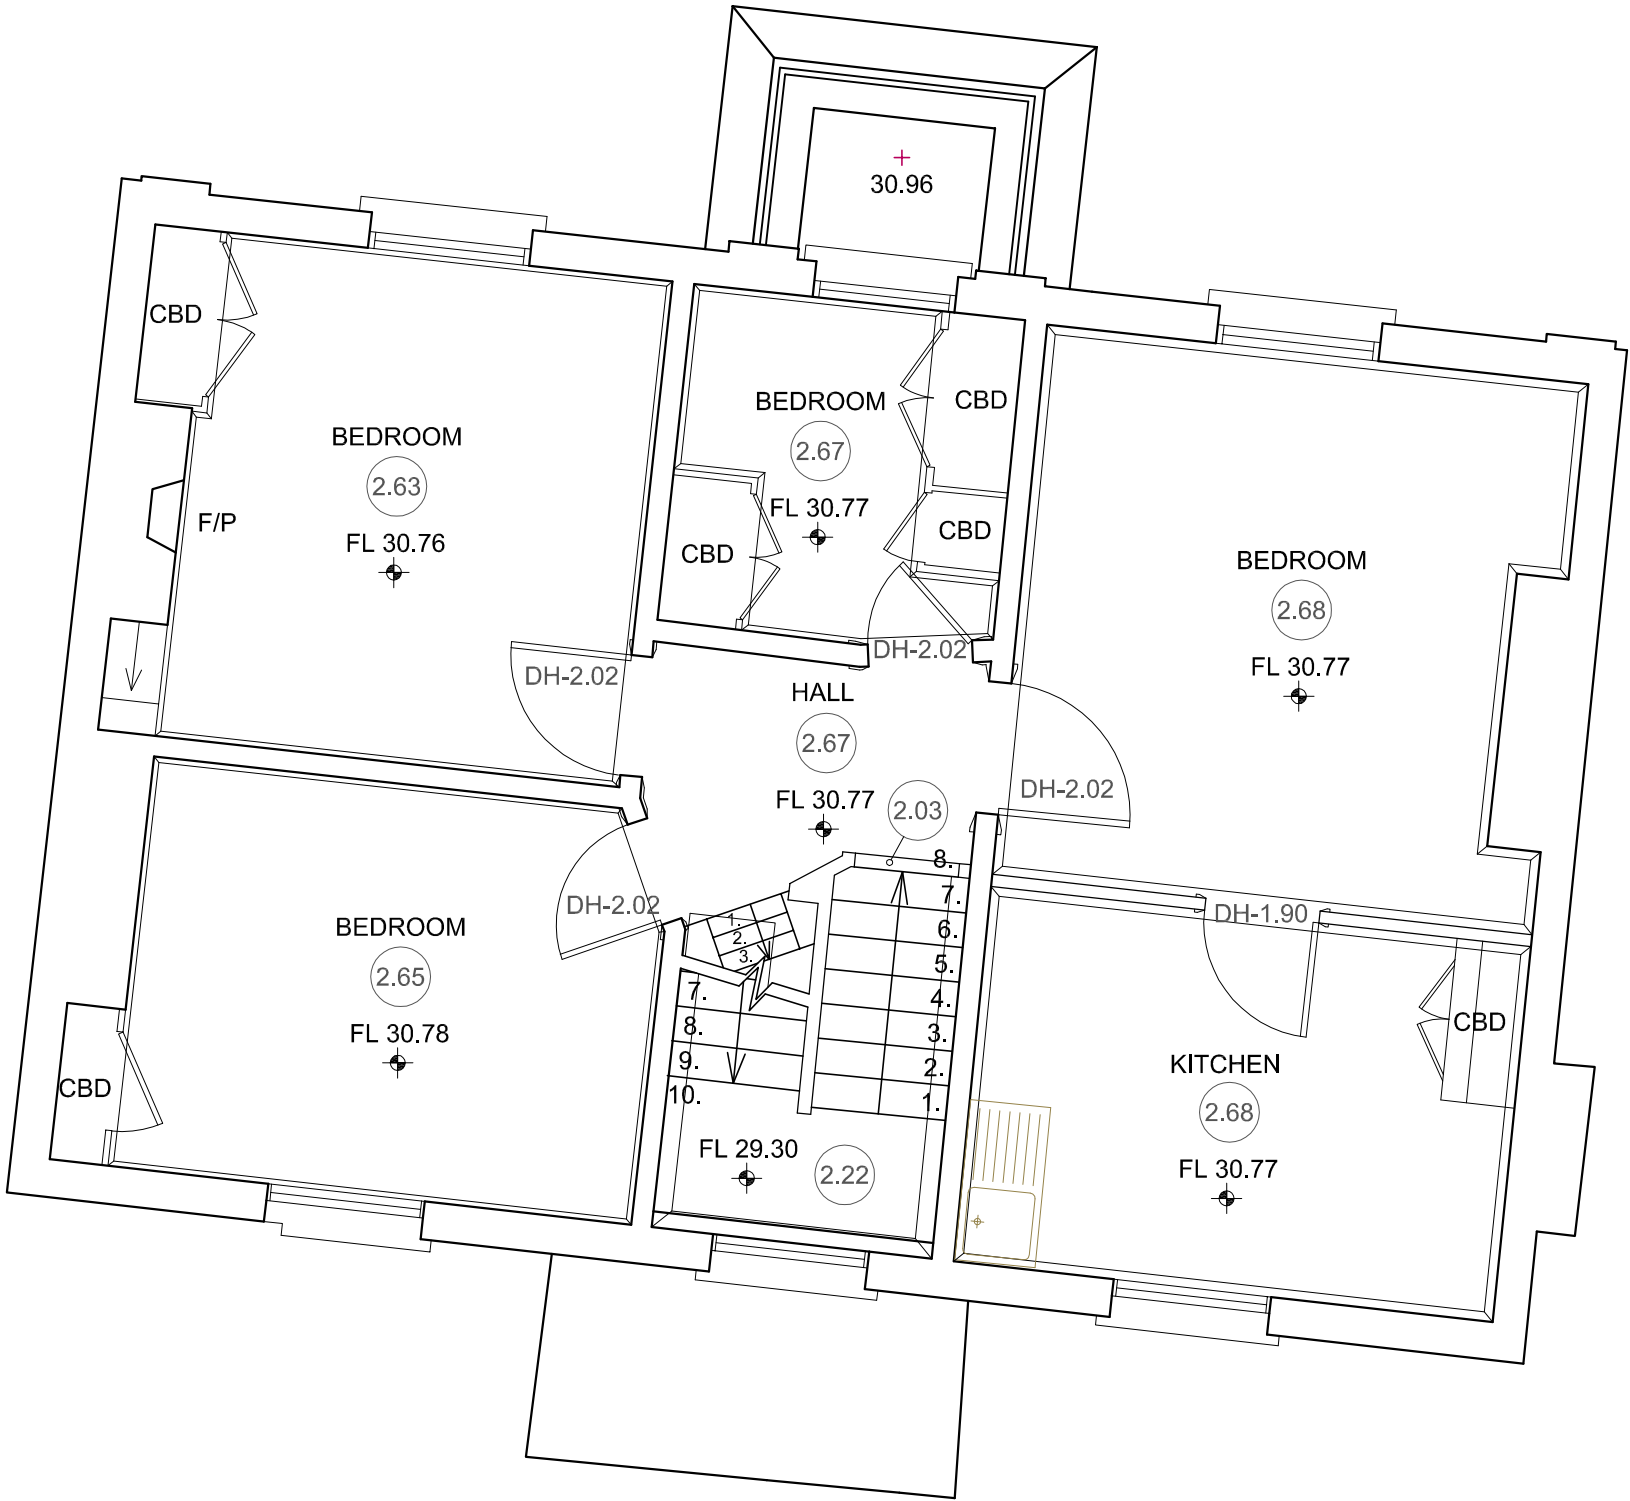 30.96
CBD
BEDROOM
2.63
FL 30.76
F/P
DH-2.02
BEDROOM
2.67
FL 30.77
CBD
CBD
CBD
DH-2.02
BEDROOM
2.68
FL 30.77
DH-2.02
HALL
2.67
FL 30.77
2.03
BEDROOM
2.65
FL 30.78
CBD
DH-2.02
1.
2.
3.
7.
8.
9.
10.
8.
7.
6.
5.
4.
3.
2.
1.
FL 29.30
2.22
DH-1.90
CBD
KITCHEN
2.68
FL 30.77